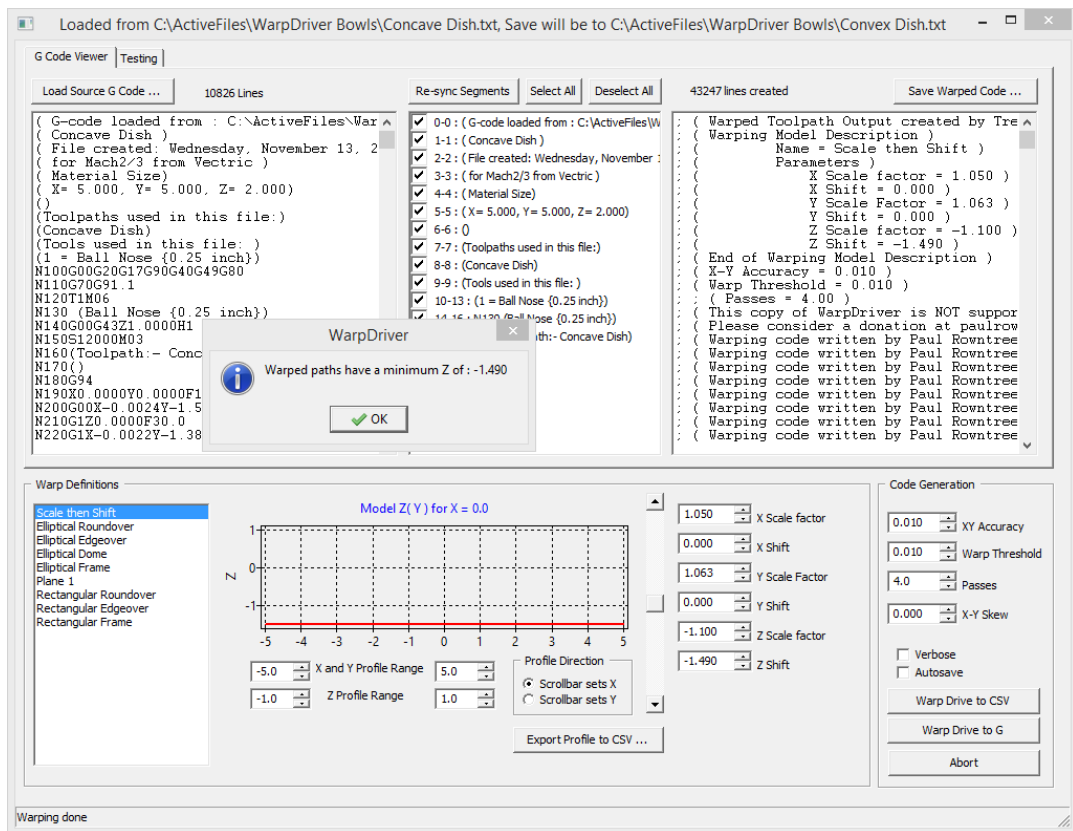 Loaded from C:\ActiveFiles\WarpDriver Bowls\Concave Dish.txt, Save will be to C:\ActiveFiles\WarpDriver Bowls\Convex Dish.txt
G Code Viewer
Testing
Load Source G Code ...
10826 Lines
Re-sync Segments
Select All
Deselect All
43247 lines created
Save Warped Code ...
( G-code loaded from : C:\ActiveFiles\War
( Concave Dish )
( File created: Wednesday, November 13, 2
( for Mach2/3 from Vectric )
( Material Size)
( X= 5.000, Y= 5.000, Z= 2.000)
()
(Toolpaths used in this file:)
(Concave Dish)
(Tools used in this file: )
(1 = Ball Nose {0.25 inch})
N100G00G20G17G90G40G49G80
N110G70G91.1
N120T1M06
N130 (Ball Nose {0.25 inch})
N140G00G43Z1.0000H1
N150S12000M03
N160(Toolpath:- Conc
N170()
N180G94
N190X0.0000Y0.0000F1
N200G00X-0.0024Y-1.5
N210G1Z0.0000F30.0
N220G1X-0.0022Y-1.38
0-0 : ( G-code loaded from : C:\ActiveFiles\W
1-1 : ( Concave Dish )
2-2 : ( File created: Wednesday, November :
3-3 : ( for Mach2/3 from Vectric )
4-4 : ( Material Size)
5-5 : ( X= 5.000, Y= 5.000, Z= 2.000)
6-6 : ()
7-7 : (Toolpaths used in this file:)
8-8 : (Concave Dish)
9-9 : (Tools used in this file: )
10-13 : (1 = Ball Nose {0.25 inch})
14-16 : N130 (Ball Nose {0.25 inch})
th:- Concave Dish)
; ( Warped Toolpath Output created by Tre
; ( Warping Model Description )
; ( Name = Scale then Shift )
; ( Parameters )
; ( X Scale factor = 1.050 )
; ( X Shift = 0.000 )
; ( Y Scale Factor = 1.063 )
; ( Y Shift = 0.000 )
; ( Z Scale factor = -1.100 )
; ( Z Shift = -1.490 )
; ( End of Warping Model Description )
; ( X-Y Accuracy = 0.010 )
; ( Warp Threshold = 0.010 )
; ; ( Passes = 4.00 )
; ( This copy of WarpDriver is NOT suppor
; ( Please consider a donation at paulrow
; ( Warping code written by Paul Rowntree
; ( Warping code written by Paul Rowntree
; ( Warping code written by Paul Rowntree
; ( Warping code written by Paul Rowntree
; ( Warping code written by Paul Rowntree
; ( Warping code written by Paul Rowntree
; ( Warping code written by Paul Rowntree
; ( Warping code written by Paul Rowntree
WarpDriver
Warped paths have a minimum Z of : -1.490
OK
Warp Definitions
Scale then Shift
Elliptical Roundover
Elliptical Edgeover
Elliptical Dome
Elliptical Frame
Plane 1
Rectangular Roundover
Rectangular Edgeover
Rectangular Frame
Model Z( Y ) for X = 0.0
Z
1
0
-1
-5 -4 -3 -2 -1 0 1 2 3 4 5
-5.0 X and Y Profile Range 5.0
-1.0 Z Profile Range 1.0
Profile Direction
Scrollbar sets X
Scrollbar sets Y
Export Profile to CSV ...
1.050 X Scale factor
0.000 X Shift
1.063 Y Scale Factor
0.000 Y Shift
-1.100 Z Scale factor
-1.490 Z Shift
Code Generation
0.010 XY Accuracy
0.010 Warp Threshold
4.0 Passes
0.000 X-Y Skew
Verbose
Autosave
Warp Drive to CSV
Warp Drive to G
Abort
Warping done